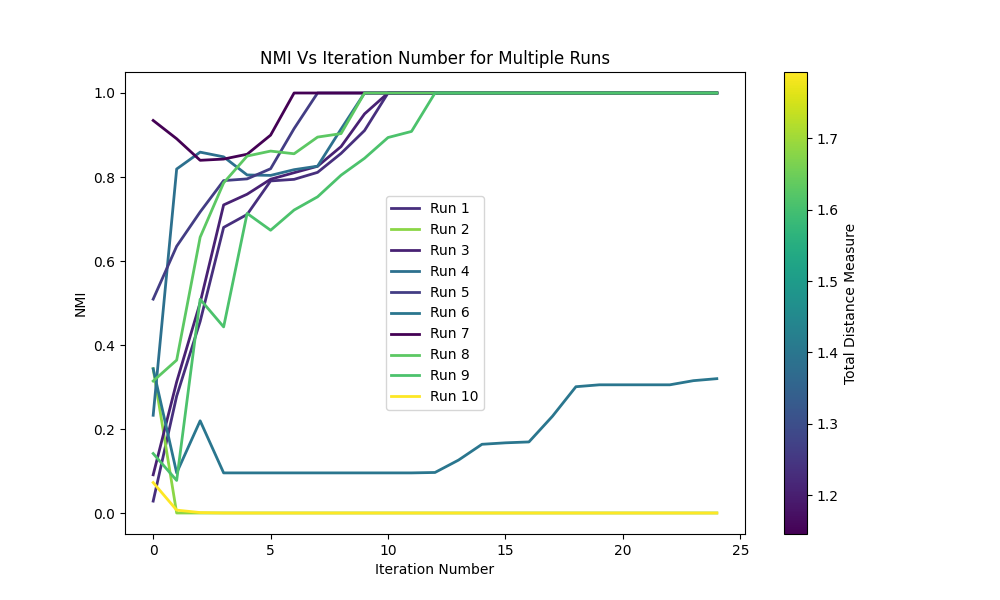 NMI Vs Iteration Number for Multiple Runs
NMI
1.0
0.8
0.6
0.4
0.2
0.0
0
5
10
15
20
25
Iteration Number
Run 1
Run 2
Run 3
Run 4
Run 5
Run 6
Run 7
Run 8
Run 9
Run 10
1.7
1.6
1.5
1.4
1.3
1.2
Total Distance Measure